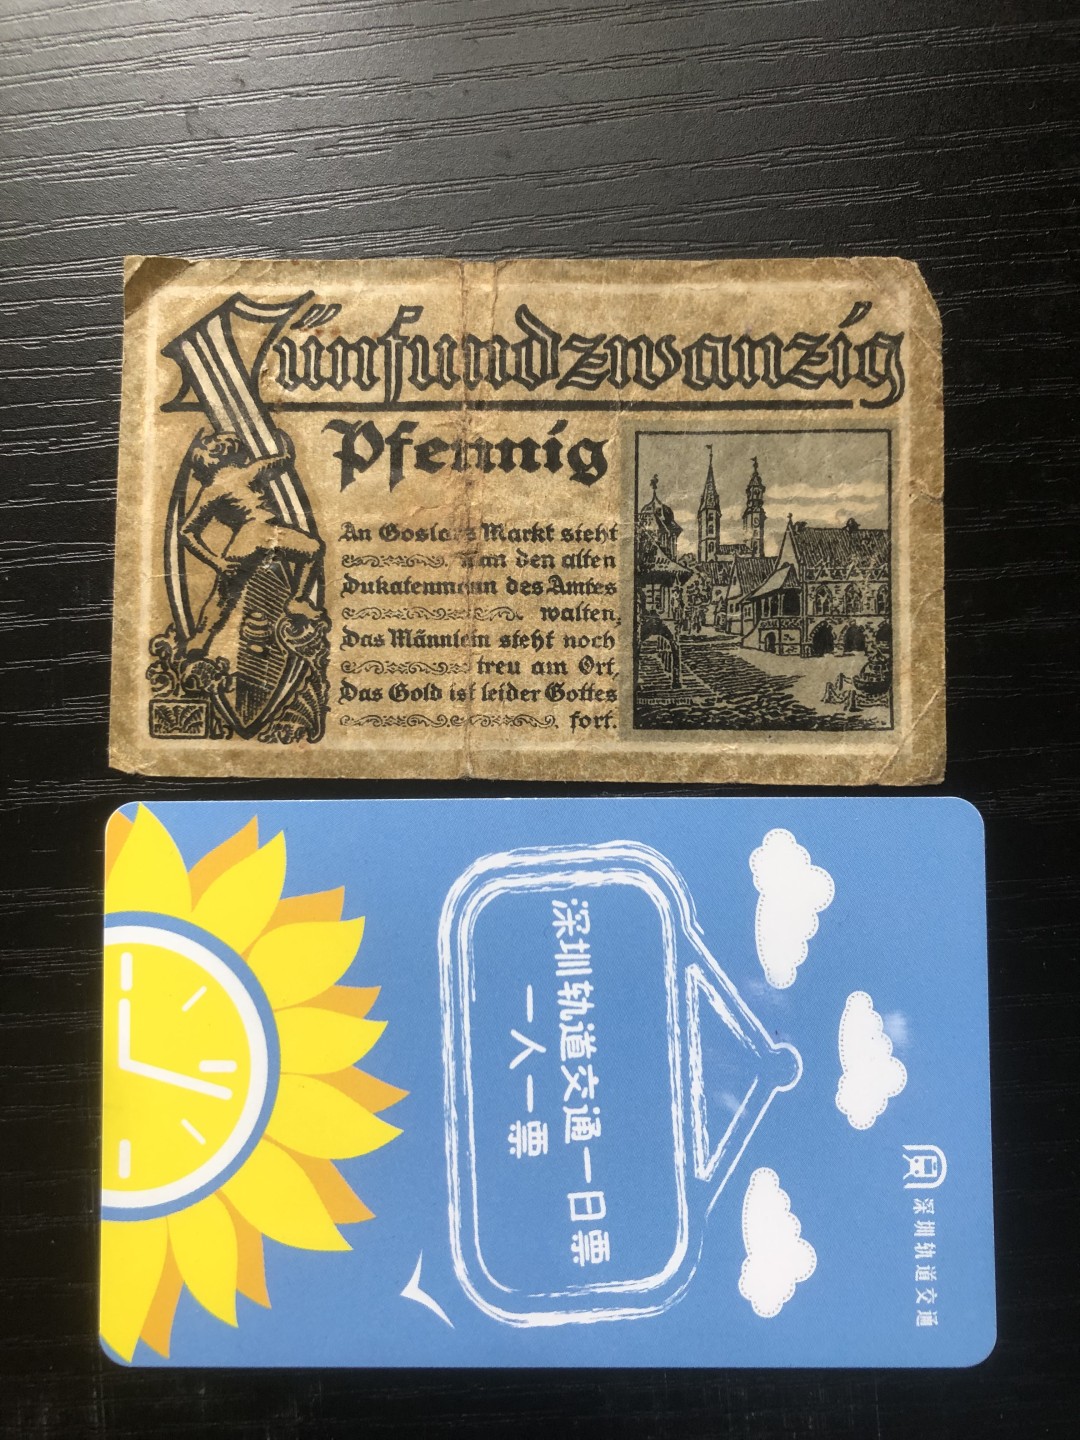 Fünfundzwanzig
Pfennig
An Goslars Markt sieht
man den alten
Dukatenmann des Amtes
walten,
Das Männlein steht noch
treu am Ort,
Das Gold ist leider Gottes
fort.
深圳轨道交通
深圳轨道交通一日票
一人一票